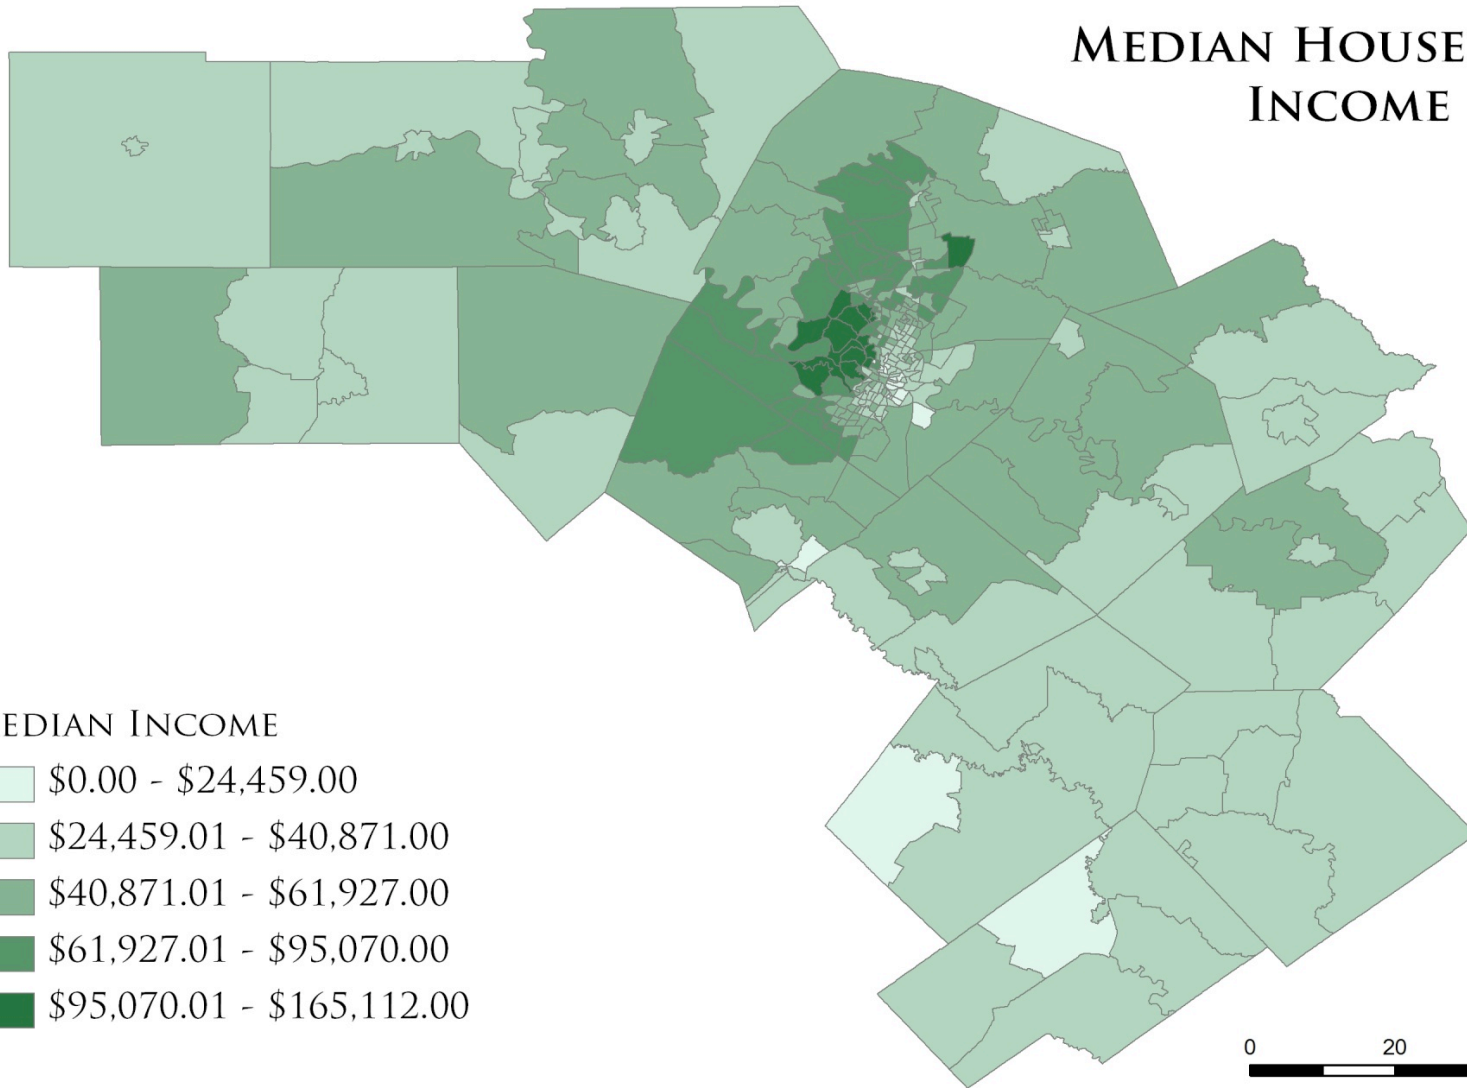 MEDIAN HOUSE
INCOME
EDIAN INCOME
$0.00 - $24,459.00
$24,459.01 - $40,871.00
$40,871.01 - $61,927.00
$61,927.01 - $95,070.00
$95,070.01 - $165,112.00
0 20